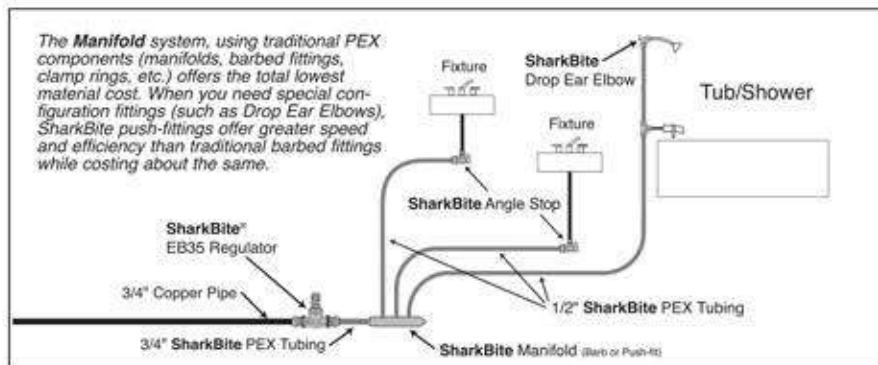 The Manifold system, using traditional PEX
components (manifolds, barbed fittings,
clamp rings, etc.) offers the total lowest
material cost. When you need special con-
figuration fittings (such as Drop Ear Elbows),
SharkBite push-fittings offer greater speed
and efficiency than traditional barbed fittings
while costing about the same.
Fixture
SharkBite
Drop Ear Elbow
Tub/Shower
Fixture
SharkBite Angle Stop
SharkBite®
EB35 Regulator
3/4" Copper Pipe
1/2" SharkBite PEX Tubing
3/4" SharkBite PEX Tubing
SharkBite Manifold (Barb or Push-fit)